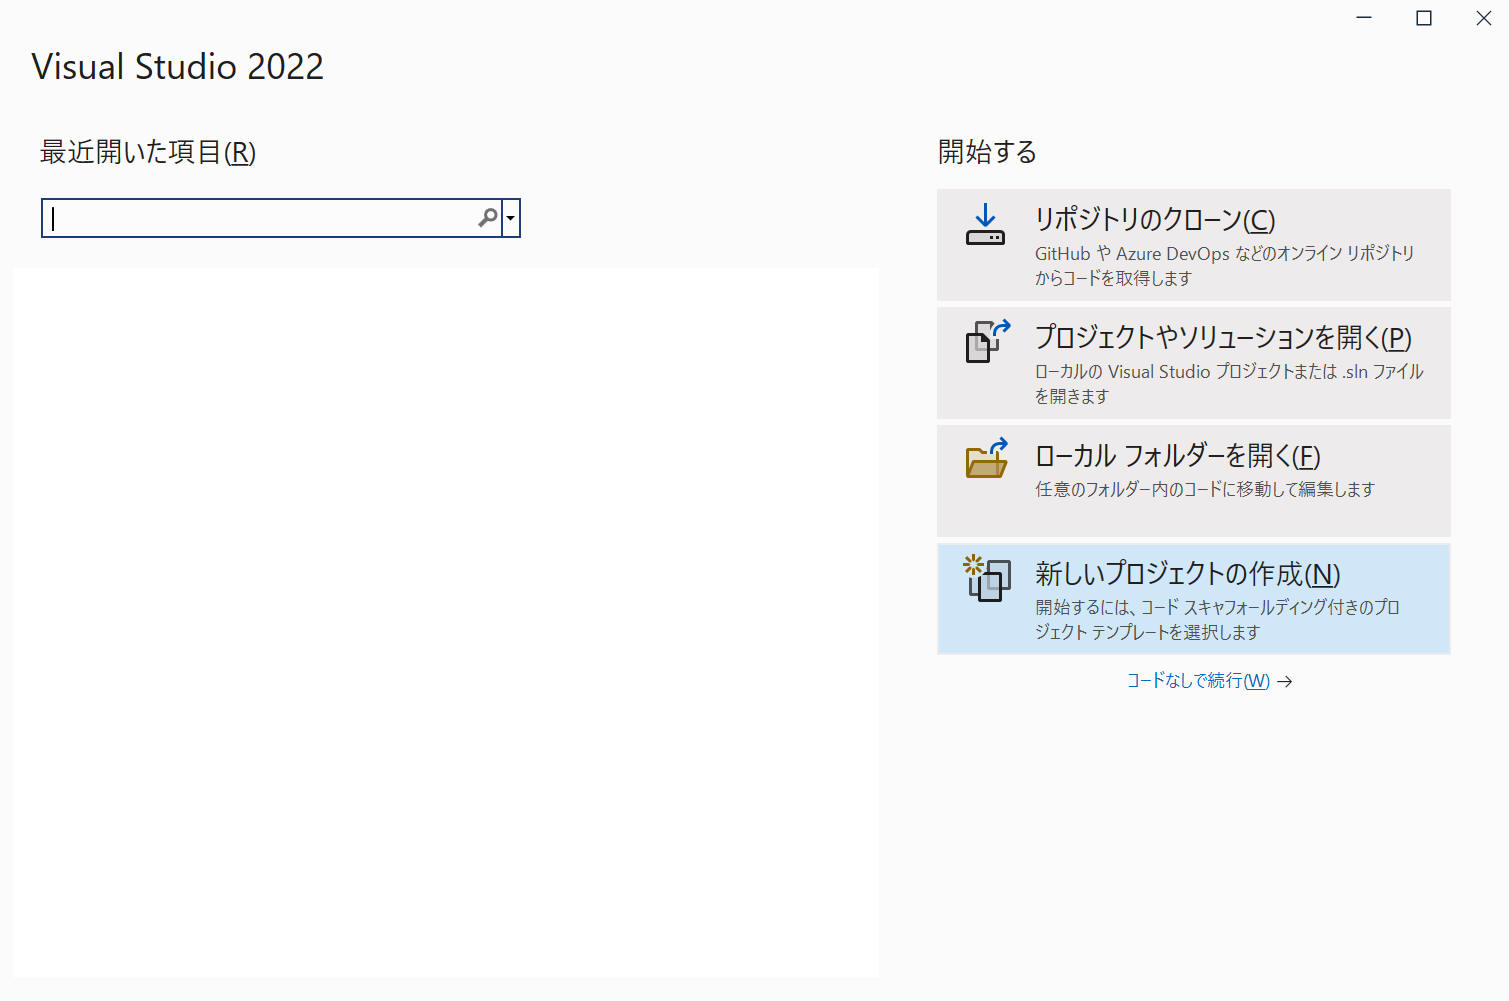 Visual Studio 2022
最近開いた項目(R)
開始する
リポジトリのクローン(C)
GitHub や Azure DevOps などのオンライン リポジトリ
からコードを取得します
プロジェクトやソリューションを開く(P)
ローカルの Visual Studio プロジェクトまたは .sln ファイル
を開きます
ローカル フォルダーを開く(F)
任意のフォルダー内のコードに移動して編集します
新しいプロジェクトの作成(N)
開始するには、コード スキャフォールディング付きのプロ
ジェクト テンプレートを選択します
コードなしで続行(W) →